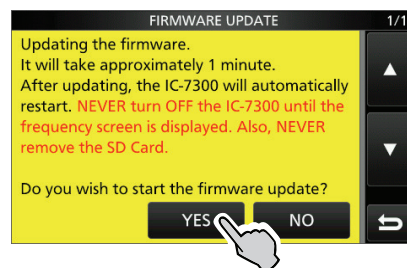 FIRMWARE UPDATE 1/1
Updating the firmware.
It will take approximately 1 minute.
After updating, the IC-7300 will automatically
restart. NEVER turn OFF the IC-7300 until the
frequency screen is displayed. Also, NEVER
remove the SD Card.
Do you wish to start the firmware update?
YES NO